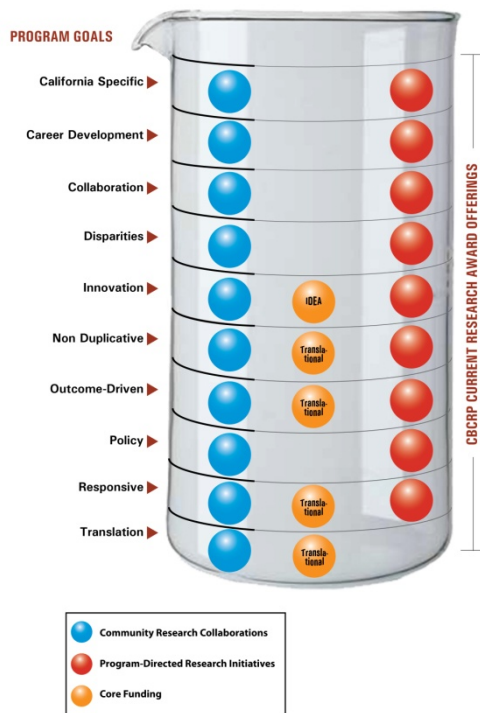 PROGRAM GOALS
California Specific
Career Development
Collaboration
Disparities
Innovation
IDEA
Non Duplicative
Transla-
tional
Outcome-Driven
Transla-
tional
Policy
Responsive
Transla-
tional
Translation
Transla-
tional
CBCRP CURRENT RESEARCH AWARD OFFERINGS
Community Research Collaborations
Program-Directed Research Initiatives
Core Funding